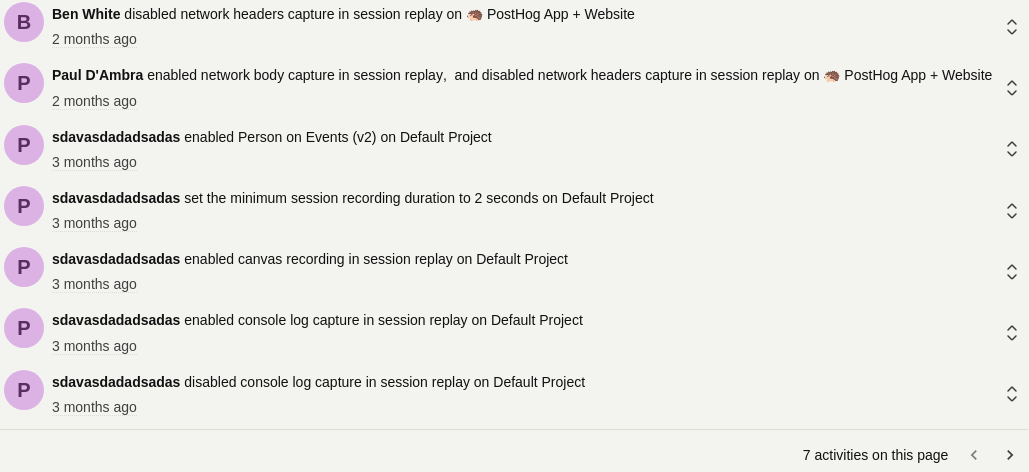 B
Ben White disabled network headers capture in session replay on 🦔 PostHog App + Website
2 months ago
P
Paul D'Ambra enabled network body capture in session replay,  and disabled network headers capture in session replay on 🦔 PostHog App + Website
2 months ago
P
sdavasdadadsadas enabled Person on Events (v2) on Default Project
3 months ago
P
sdavasdadadsadas set the minimum session recording duration to 2 seconds on Default Project
3 months ago
P
sdavasdadadsadas enabled canvas recording in session replay on Default Project
3 months ago
P
sdavasdadadsadas enabled console log capture in session replay on Default Project
3 months ago
P
sdavasdadadsadas disabled console log capture in session replay on Default Project
3 months ago
7 activities on this page